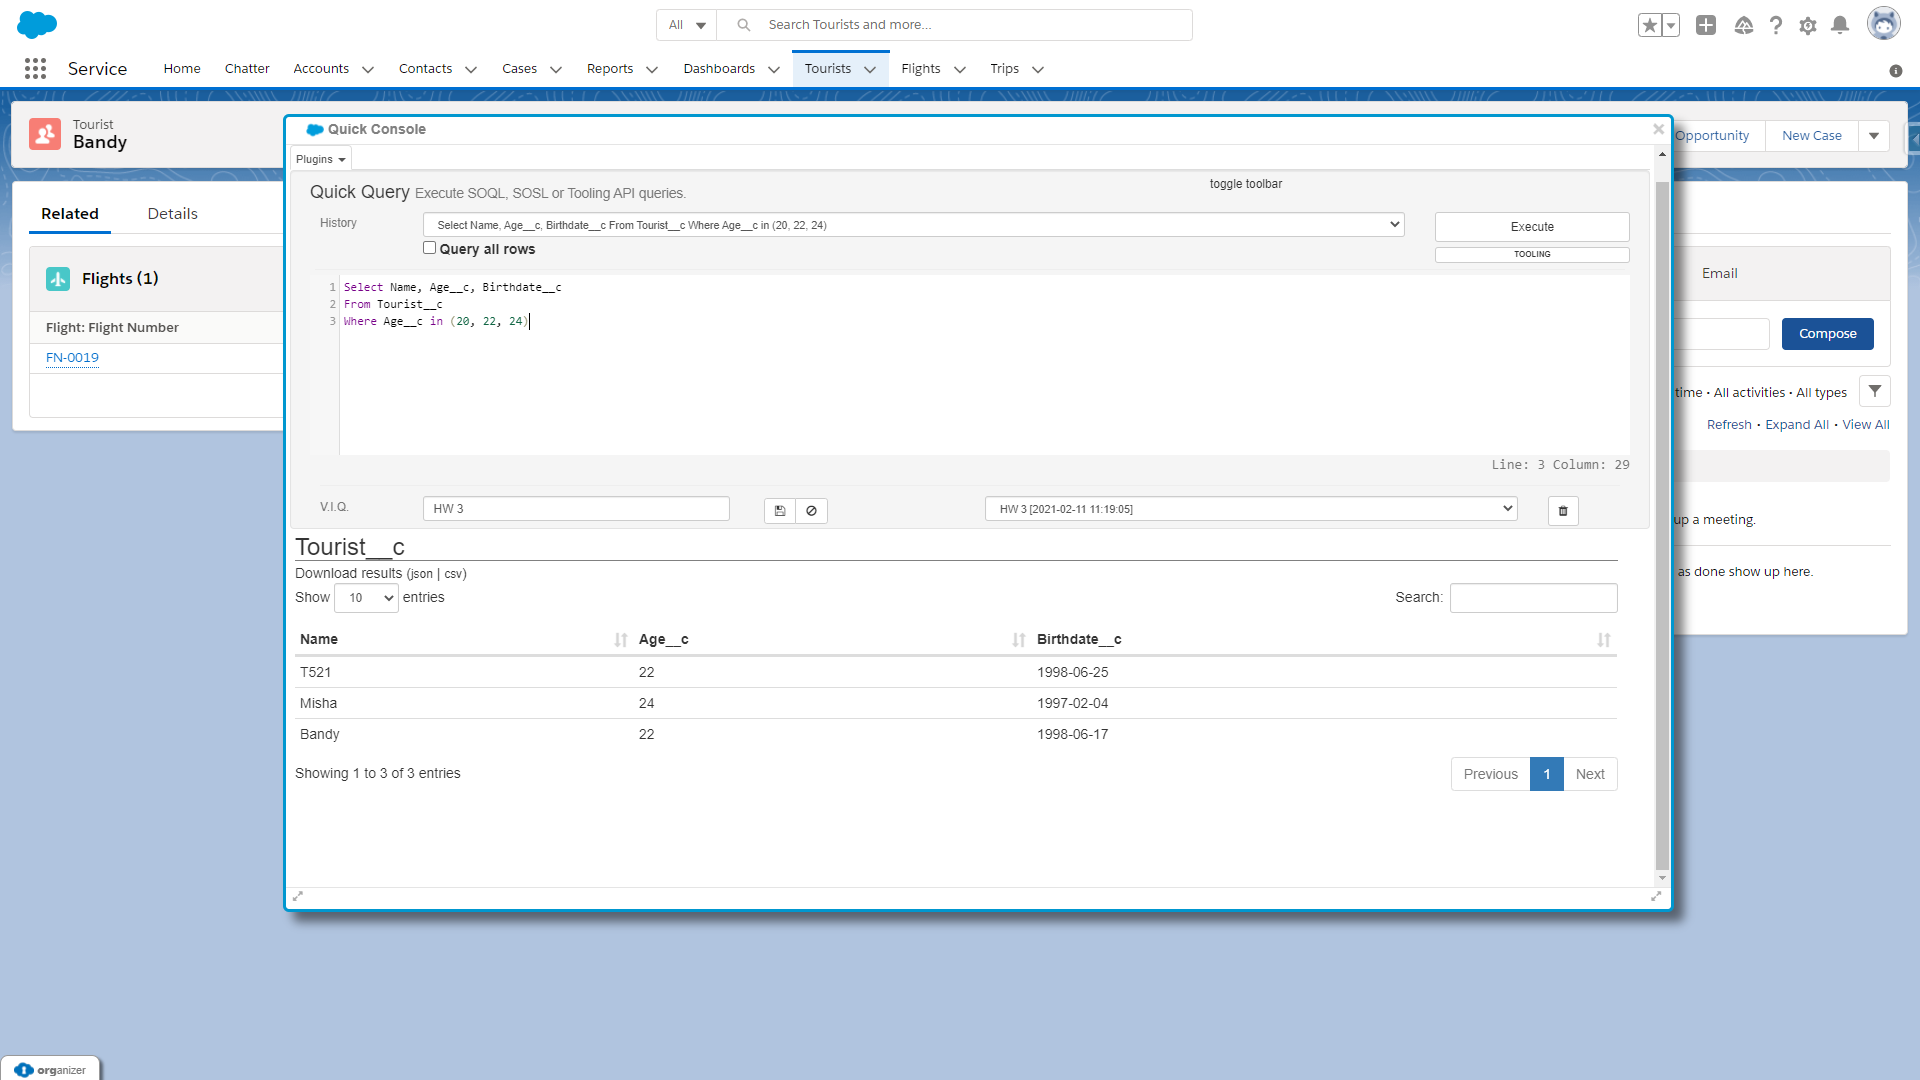 All
Search Tourists and more...
Service
Home
Chatter
Accounts
Contacts
Cases
Reports
Dashboards
Tourists
Flights
Trips
Tourist
Bandy
Opportunity
New Case
Quick Console
Plugins
Quick Query Execute SOQL, SOSL or Tooling API queries.
toggle toolbar
History
Select Name, Age__c, Birthdate__c From Tourist__c Where Age__c in (20, 22, 24)
Execute
Query all rows
TOOLING
1 Select Name, Age__c, Birthdate__c
2 From Tourist__c
3 Where Age__c in (20, 22, 24)
Line: 3 Column: 29
V.I.Q.
HW 3
HW 3 [2021-02-11 11:19:05]
Tourist__c
Download results (json | csv)
Show 10 entries
Search:
Name Age__c Birthdate__c
T521 22 1998-06-25
Misha 24 1997-02-04
Bandy 22 1998-06-17
Showing 1 to 3 of 3 entries
Previous 1 Next
Related
Details
Flights (1)
Flight: Flight Number
FN-0019
Email
Compose
time • All activities • All types
Refresh • Expand All • View All
up a meeting.
as done show up here.
organizer